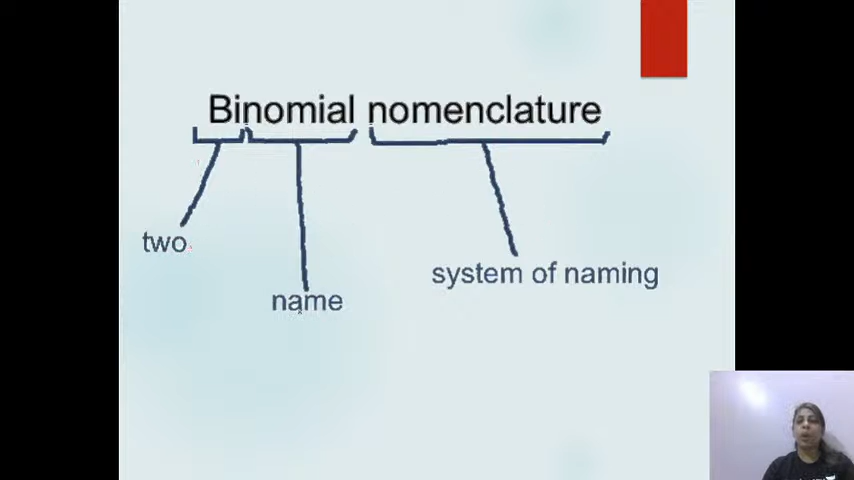 Binomial nomenclature
two
system of naming
name